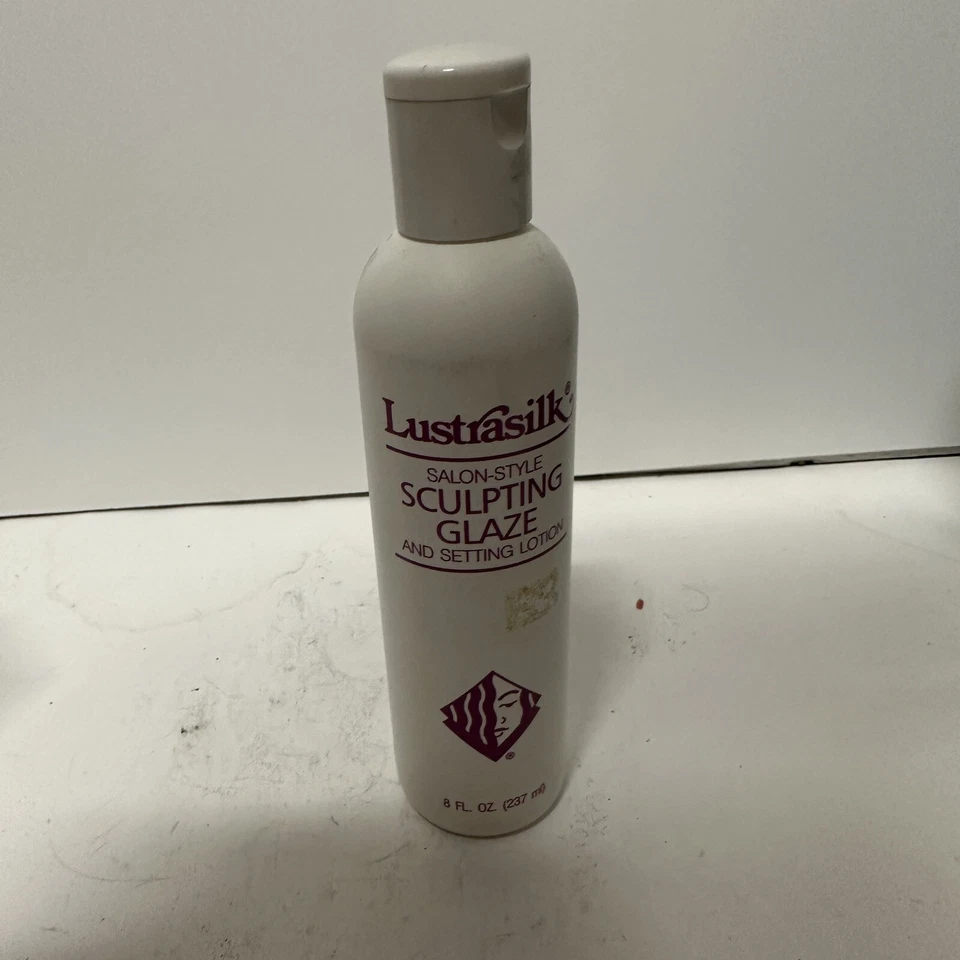 Lustrasilk®
SALON-STYLE
SCULPTING
GLAZE
AND SETTING LOTION
®
8 FL. OZ. (237 ml)